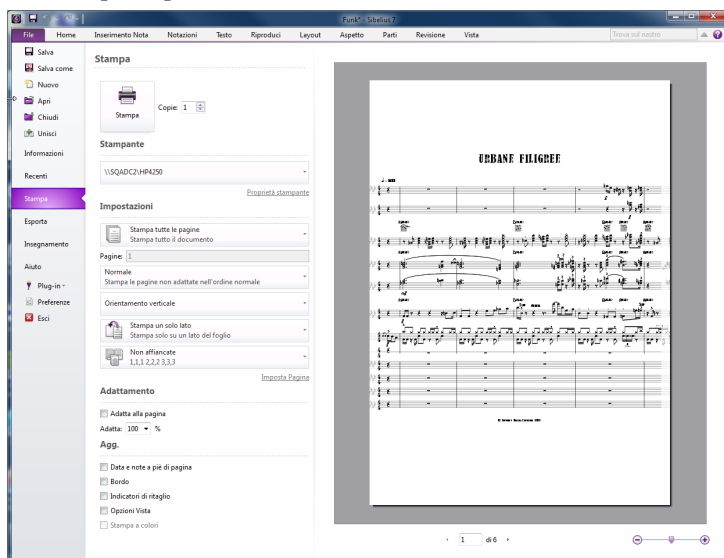 Funk* - Sibelius 7
File Home Inserimento Nota Notazioni Testo Riproduci Layout Aspetto Parti Revisione Vista Trova sul nastro
Salva
Salva come
Nuovo
Apri
Chiudi
Unisci
Informazioni
Recenti
Stampa
Esporta
Insegnamento
Aiuto
Plug-in
Preferenze
Esci
Stampa
Stampa
Copie: 1
Stampante
\\SQADC2\HP4250
Proprietà stampante
Impostazioni
Stampa tutte le pagine
Stampa tutto il documento
Pagine: 1
Normale
Stampa le pagine non adattate nell'ordine normale
Orientamento verticale
Stampa un solo lato
Stampa solo su un lato del foglio
Non affiancate
1,1,1 2,2,2 3,3,3
Imposta Pagina
Adattamento
Adatta alla pagina
Adatta: 100 %
Agg.
Data e note a piè di pagina
Bordo
Indicatori di ritaglio
Opzioni Vista
Stampa a colori
URBANE FILIGREE
1 di 6